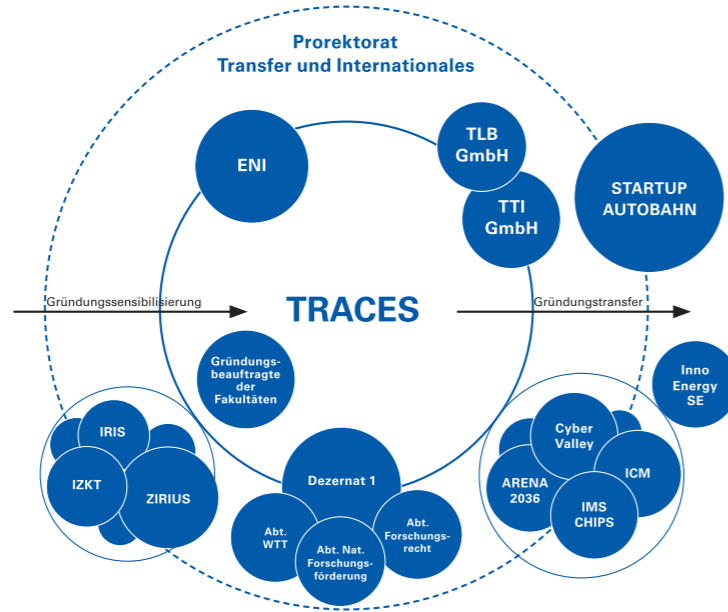 Prorektorat
Transfer und Internationales
ENI
TLB
GmbH
TTI
GmbH
STARTUP
AUTOBAHN
Gründungssensibilisierung
TRACES
Gründungstransfer
Gründungs-
beauftragte
der
Fakultäten
Inno
Energy
SE
IRIS
IZKT
ZIRIUS
Dezernat 1
Abt.
WTT
Abt. Nat.
Forschungs-
förderung
Abt.
Forschungs-
recht
Cyber
Valley
ARENA
2036
ICM
IMS
CHIPS